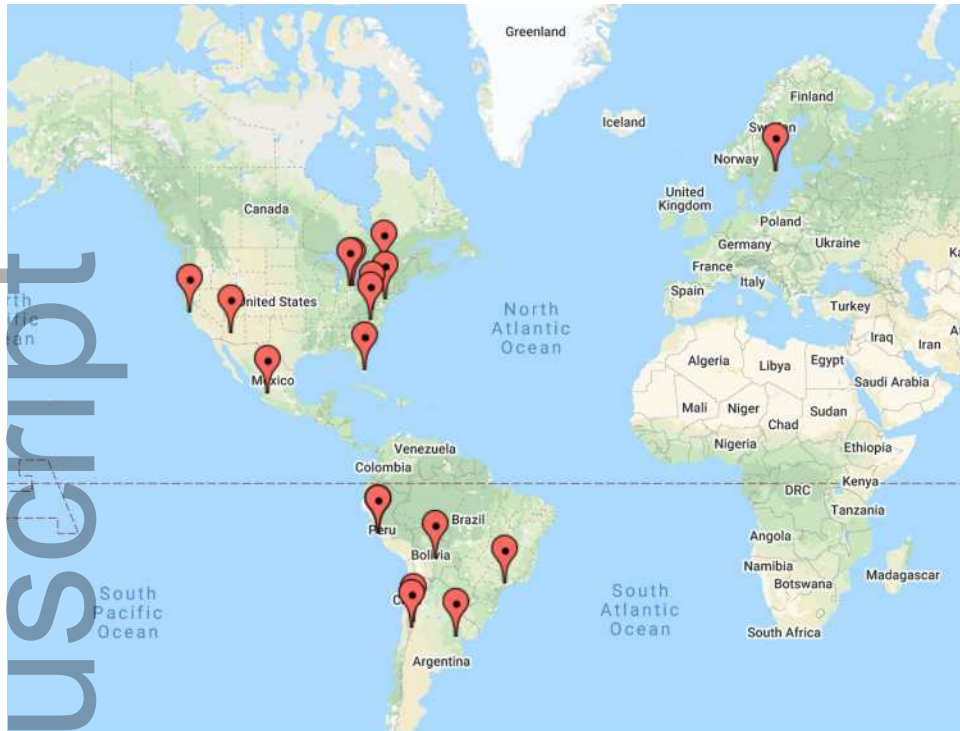 Greenland
Finland
Iceland
Norway
United
Kingdom
Canada
Poland
Germany
Ukraine
France
Italy
Spain
United States
Turkey
North
Atlantic
Ocean
Iraq
Iran
Algeria
Libya
Egypt
Mexico
Saudi Arabia
Mali
Niger
Sudan
Chad
Nigeria
Ethiopia
Venezuela
Colombia
Kenya
DRC
Tanzania
Brazil
Peru
Angola
Bolivia
Namibia
Botswana
Madagascar
South
Pacific
Ocean
South
Atlantic
Ocean
South Africa
Argentina
uscript